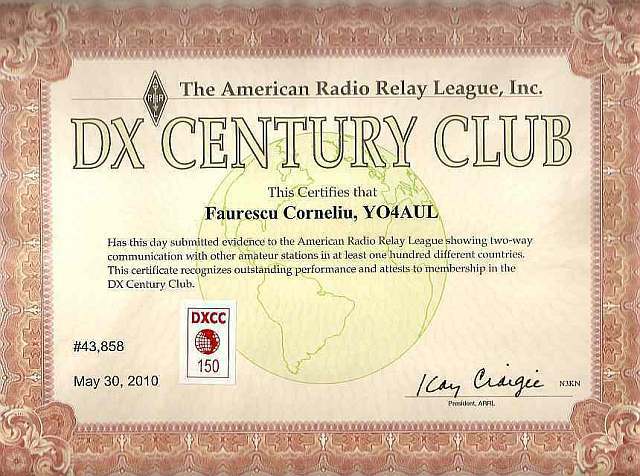 The American Radio Relay League, Inc.
DX CENTURY CLUB
This Certifies that
Faurescu Corneliu, YO4AUL
Has this day submitted evidence to the American Radio Relay League showing two-way
communication with other amateur stations in at least one hundred different countries.
This certificate recognizes outstanding performance and attests to membership in the
DX Century Club.
DXCC
150
#43,858
May 30, 2010
Kay Craigie
N3KN
President, ARRL